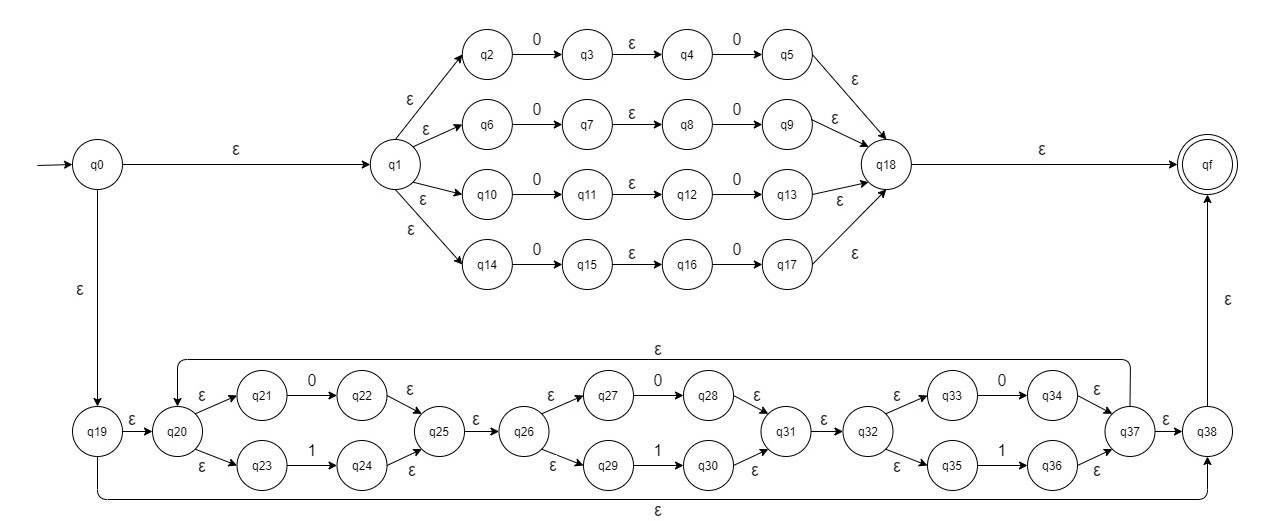 0 ε 0
q2 q3 q4 q5
ε ε
0 ε 0
q6 q7 q8 q9
ε ε
ε ε
q0 q1 q18 qf
0 ε 0
q10 q11 q12 q13
ε ε
0 ε 0
q14 q15 q16 q17
ε ε
ε ε
ε
0 0 0
ε q21 q22 ε ε q27 q28 ε ε q33 q34 ε
ε ε ε ε
q19 q20 q25 q26 q31 q32 q37 q38
1 1 1
ε q23 q24 ε ε q29 q30 ε ε q35 q36 ε
ε